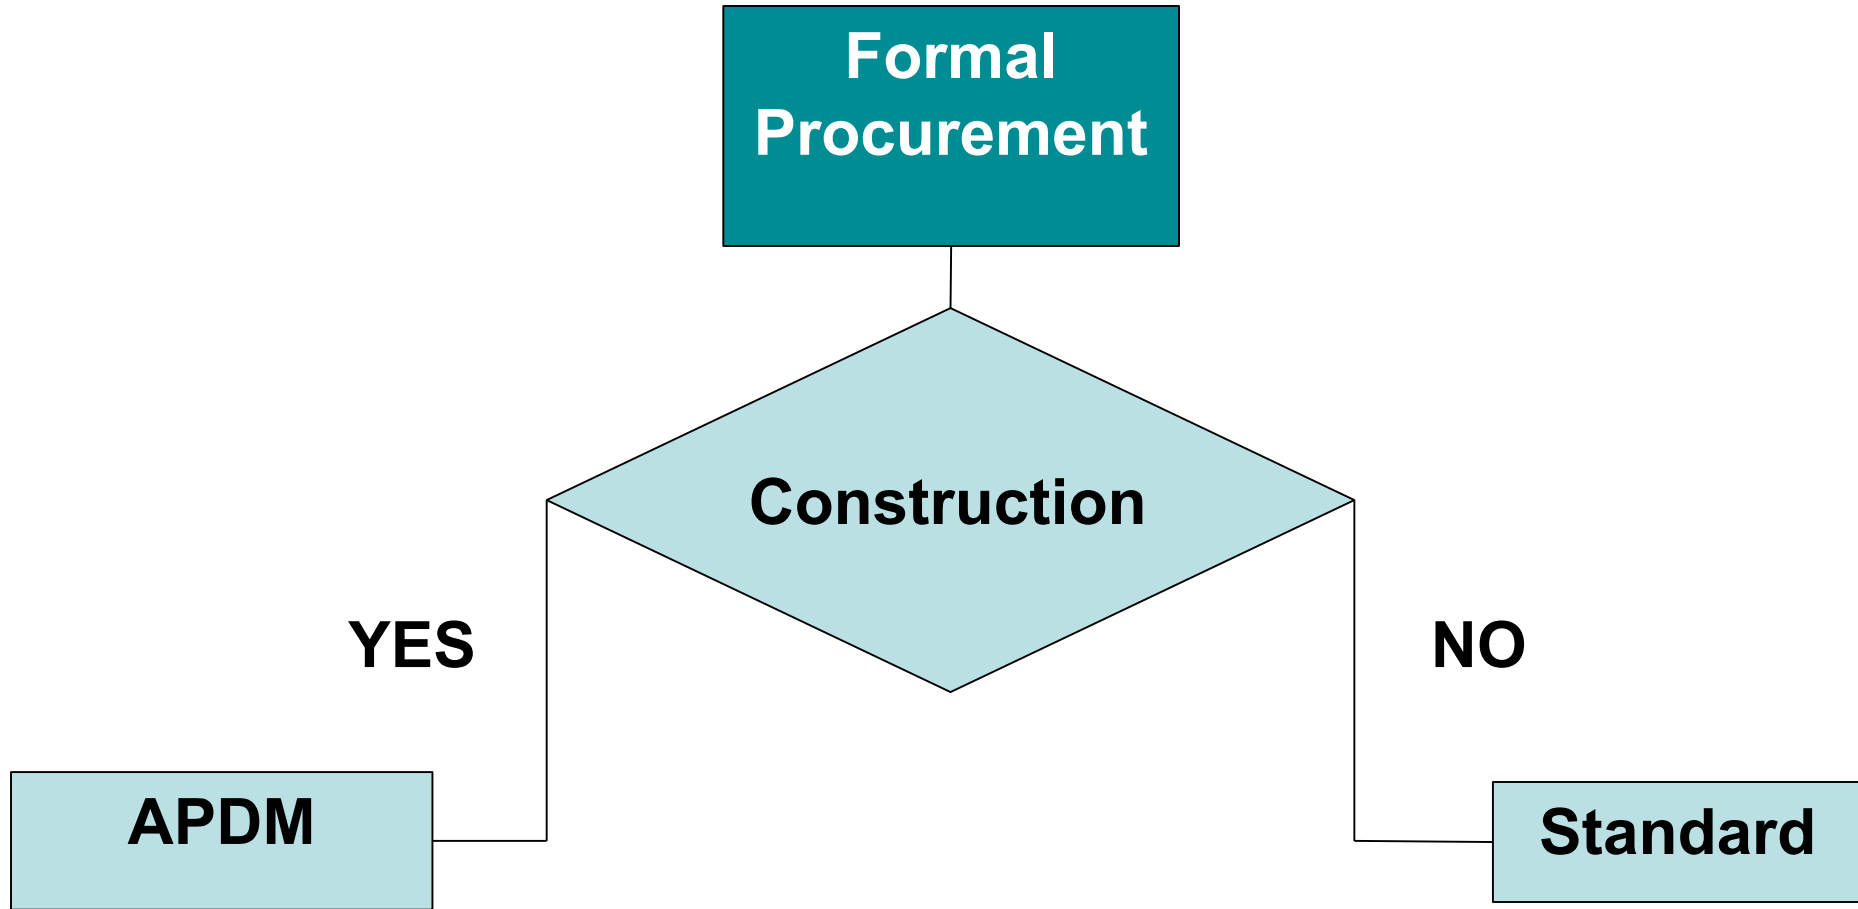 Formal
Procurement
Construction
YES
NO
APDM
Standard